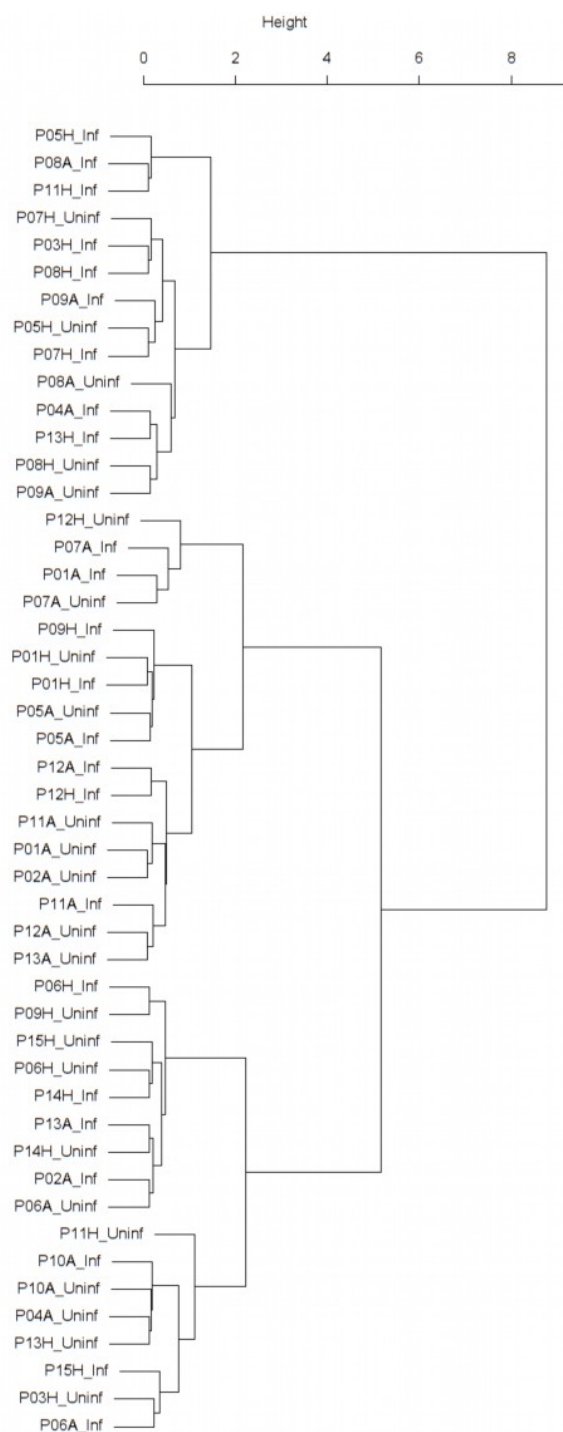 Height
0 2 4 6 8
P05H_Inf
P08A_Inf
P11H_Inf
P07H_Uninf
P03H_Inf
P08H_Inf
P09A_Inf
P05H_Uninf
P07H_Inf
P08A_Uninf
P04A_Inf
P13H_Inf
P08H_Uninf
P09A_Uninf
P12H_Uninf
P07A_Inf
P01A_Inf
P07A_Uninf
P09H_Inf
P01H_Uninf
P01H_Inf
P05A_Uninf
P05A_Inf
P12A_Inf
P12H_Inf
P11A_Uninf
P01A_Uninf
P02A_Uninf
P11A_Inf
P12A_Uninf
P13A_Uninf
P06H_Inf
P09H_Uninf
P15H_Uninf
P06H_Uninf
P14H_Inf
P13A_Inf
P14H_Uninf
P02A_Inf
P06A_Uninf
P11H_Uninf
P10A_Inf
P10A_Uninf
P04A_Uninf
P13H_Uninf
P15H_Inf
P03H_Uninf
P06A_Inf